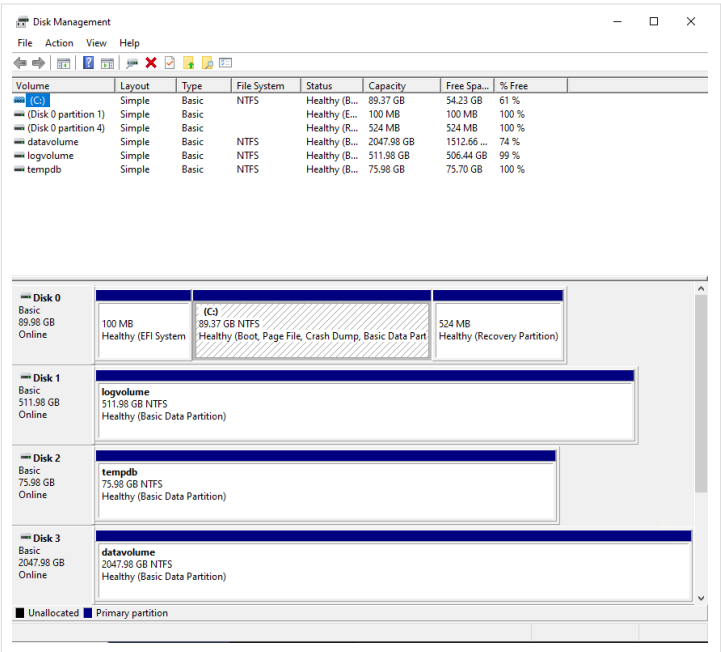 Disk Management
File Action View Help
Volume Layout Type File System Status Capacity Free Spa... % Free
(C:) Simple Basic NTFS Healthy (B... 89.37 GB 54.23 GB 61 %
(Disk 0 partition 1) Simple Basic Healthy (E... 100 MB 100 MB 100 %
(Disk 0 partition 4) Simple Basic Healthy (R... 524 MB 524 MB 100 %
datavolume Simple Basic NTFS Healthy (B... 2047.98 GB 1512.66 ... 74 %
logvolume Simple Basic NTFS Healthy (B... 511.98 GB 506.44 GB 99 %
tempdb Simple Basic NTFS Healthy (B... 75.98 GB 75.70 GB 100 %
Disk 0
Basic
89.98 GB
Online
100 MB
Healthy (EFI System
(C:)
89.37 GB NTFS
Healthy (Boot, Page File, Crash Dump, Basic Data Part
524 MB
Healthy (Recovery Partition)
Disk 1
Basic
511.98 GB
Online
logvolume
511.98 GB NTFS
Healthy (Basic Data Partition)
Disk 2
Basic
75.98 GB
Online
tempdb
75.98 GB NTFS
Healthy (Basic Data Partition)
Disk 3
Basic
2047.98 GB
Online
datavolume
2047.98 GB NTFS
Healthy (Basic Data Partition)
Unallocated Primary partition